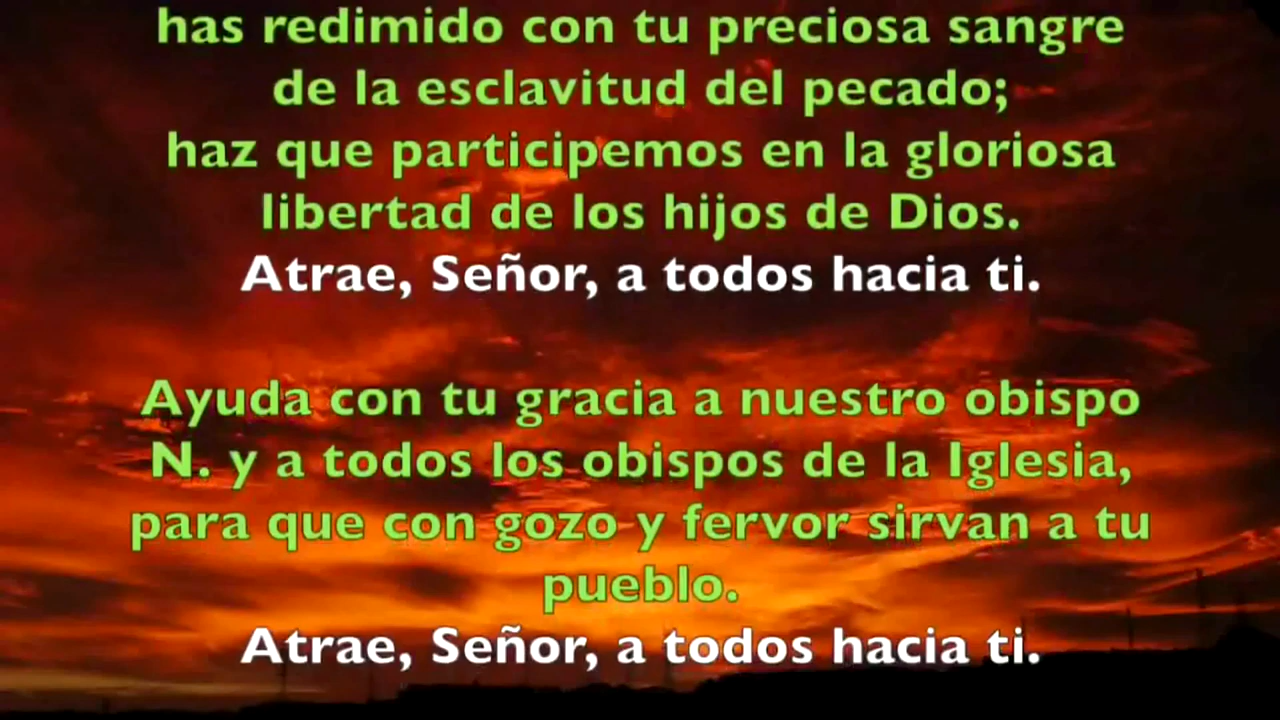 has redimido con tu preciosa sangre
de la esclavitud del pecado;
haz que participemos en la gloriosa
libertad de los hijos de Dios.
Atrae, Señor, a todos hacia ti.
Ayuda con tu gracia a nuestro obispo
N. y a todos los obispos de la Iglesia,
para que con gozo y fervor sirvan a tu
pueblo.
Atrae, Señor, a todos hacia ti.